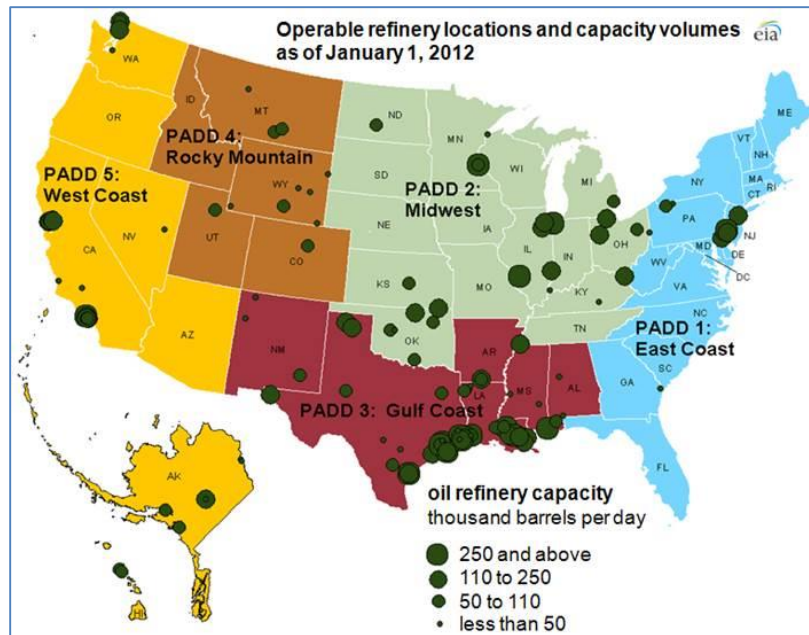 Operable refinery locations and capacity volumes
as of January 1, 2012
eia
WA
OR
ID
MT
ND
MN
SD
WI
MI
ME
VT
NH
MA
CT
RI
NY
PADD 4:
Rocky Mountain
PADD 5:
West Coast
PADD 2:
Midwest
WY
NE
IA
PA
NJ
OH
IL
IN
MD
DE
DC
NV
UT
CO
CA
KS
MO
KY
WV
VA
NC
TN
PADD 1:
East Coast
AZ
NM
OK
AR
SC
MS
AL
GA
LA
PADD 3: Gulf Coast
FL
AK
HI
oil refinery capacity
thousand barrels per day
250 and above
110 to 250
50 to 110
less than 50